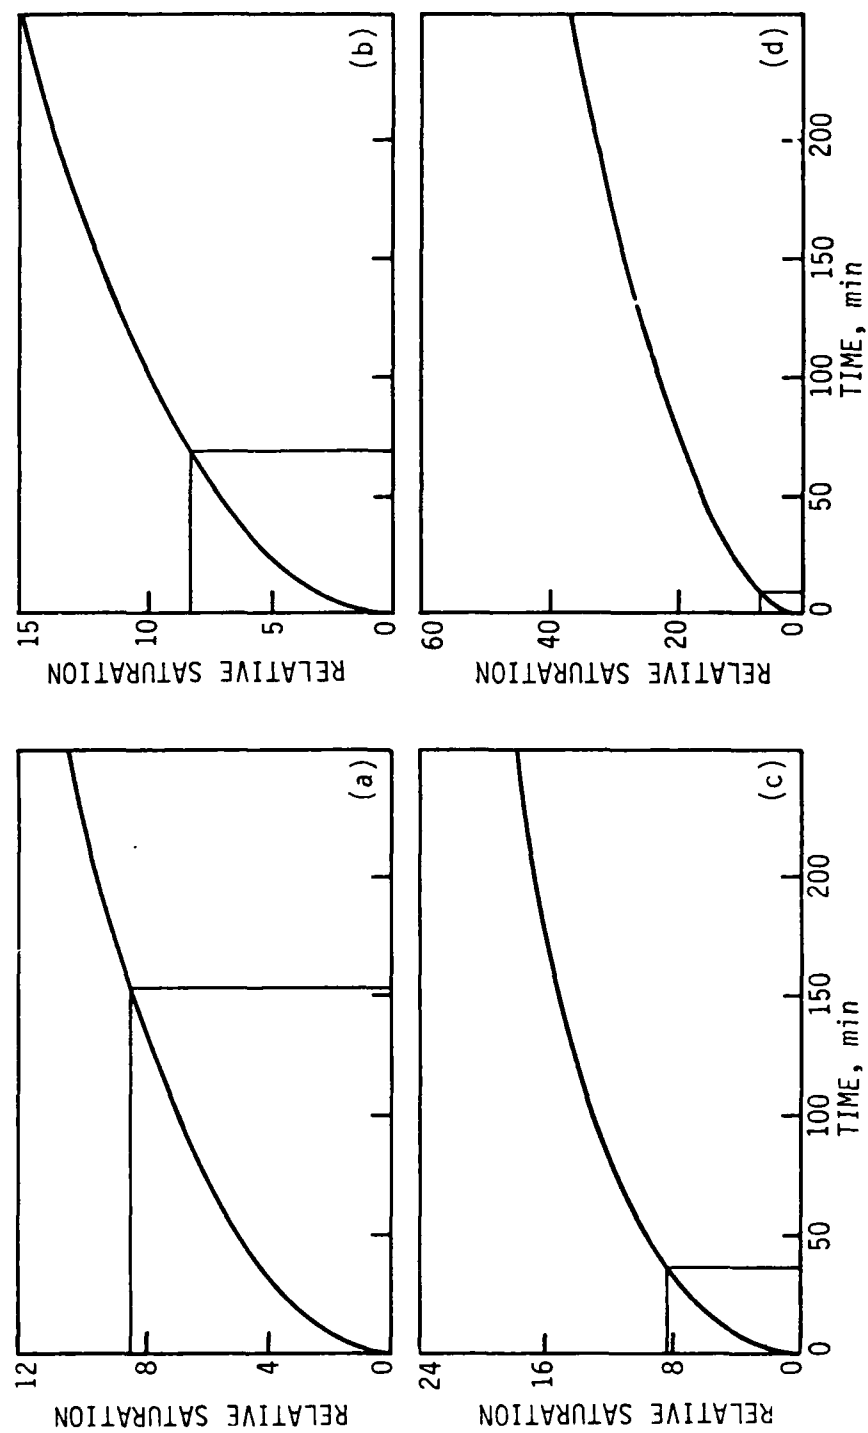 RELATIVE SATURATION
12
8
4
0
(a)
RELATIVE SATURATION
15
10
5
0
(b)
RELATIVE SATURATION
24
16
8
0
0
50
100
150
200
TIME, min
(c)
RELATIVE SATURATION
60
40
20
0
0
50
100
150
200
TIME, min
(d)